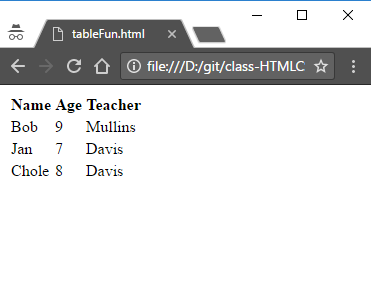 tableFun.html
file:///D:/git/class-HTMLC
Name Age Teacher
Bob 9 Mullins
Jan 7 Davis
Chole 8 Davis